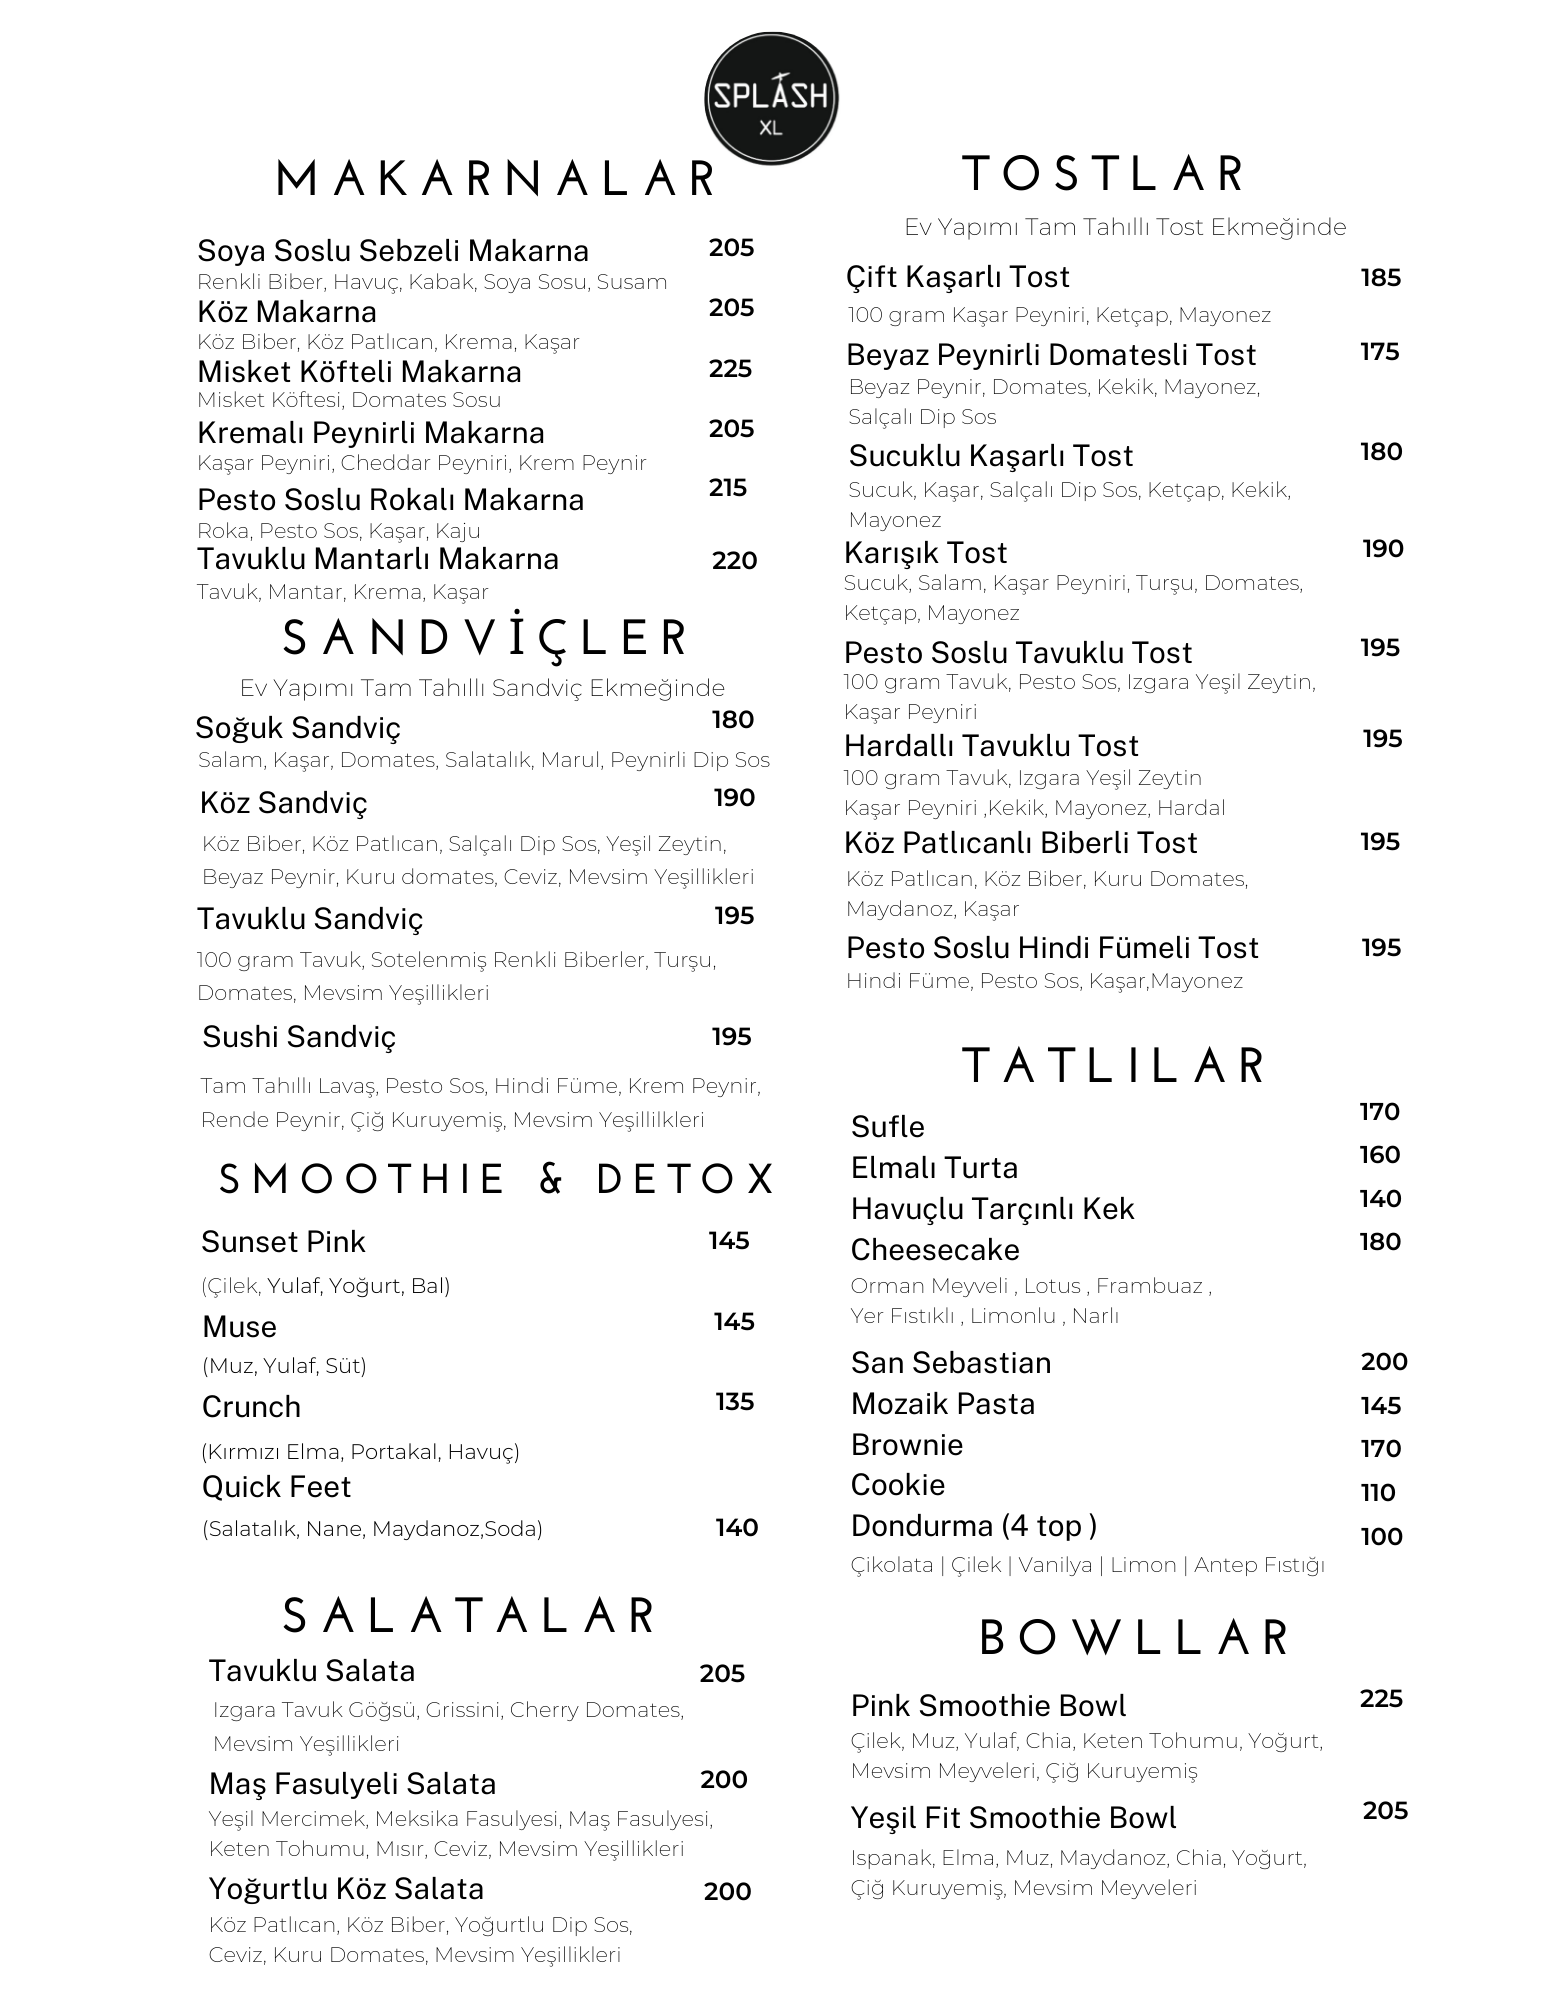 SPLASH
XL
MAKARNALAR
Soya Soslu Sebzeli Makarna 205
Renkli Biber, Havuç, Kabak, Soya Sosu, Susam
Köz Makarna 205
Köz Biber, Köz Patlıcan, Krema, Kaşar
Misket Köfteli Makarna 225
Misket Köftesi, Domates Sosu
Kremalı Peynirli Makarna 205
Kaşar Peyniri, Cheddar Peyniri, Krem Peynir
Pesto Soslu Rokalı Makarna 215
Roka, Pesto Sos, Kaşar, Kaju
Tavuklu Mantarlı Makarna 220
Tavuk, Mantar, Krema, Kaşar
SANDVİÇLER
Ev Yapımı Tam Tahıllı Sandviç Ekmeğinde
Soğuk Sandviç 180
Salam, Kaşar, Domates, Salatalık, Marul, Peynirli Dip Sos
Köz Sandviç 190
Köz Biber, Köz Patlıcan, Salçalı Dip Sos, Yeşil Zeytin,
Beyaz Peynir, Kuru domates, Ceviz, Mevsim Yeşillikleri
Tavuklu Sandviç 195
100 gram Tavuk, Sotelenmiş Renkli Biberler, Turşu,
Domates, Mevsim Yeşillikleri
Sushi Sandviç 195
Tam Tahıllı Lavaş, Pesto Sos, Hindi Füme, Krem Peynir,
Rende Peynir, Çiğ Kuruyemiş, Mevsim Yeşillilkleri
SMOOTHIE & DETOX
Sunset Pink 145
(Çilek, Yulaf, Yoğurt, Bal)
Muse 145
(Muz, Yulaf, Süt)
Crunch 135
(Kırmızı Elma, Portakal, Havuç)
Quick Feet
(Salatalık, Nane, Maydanoz,Soda) 140
SALATALAR
Tavuklu Salata 205
Izgara Tavuk Göğsü, Grissini, Cherry Domates,
Mevsim Yeşillikleri
Maş Fasulyeli Salata 200
Yeşil Mercimek, Meksika Fasulyesi, Maş Fasulyesi,
Keten Tohumu, Mısır, Ceviz, Mevsim Yeşillikleri
Yoğurtlu Köz Salata 200
Köz Patlıcan, Köz Biber, Yoğurtlu Dip Sos,
Ceviz, Kuru Domates, Mevsim Yeşillikleri
TOSTLAR
Ev Yapımı Tam Tahıllı Tost Ekmeğinde
Çift Kaşarlı Tost 185
100 gram Kaşar Peyniri, Ketçap, Mayonez
Beyaz Peynirli Domatesli Tost 175
Beyaz Peynir, Domates, Kekik, Mayonez,
Salçalı Dip Sos
Sucuklu Kaşarlı Tost 180
Sucuk, Kaşar, Salçalı Dip Sos, Ketçap, Kekik,
Mayonez
Karışık Tost 190
Sucuk, Salam, Kaşar Peyniri, Turşu, Domates,
Ketçap, Mayonez
Pesto Soslu Tavuklu Tost 195
100 gram Tavuk, Pesto Sos, Izgara Yeşil Zeytin,
Kaşar Peyniri
Hardallı Tavuklu Tost 195
100 gram Tavuk, Izgara Yeşil Zeytin
Kaşar Peyniri ,Kekik, Mayonez, Hardal
Köz Patlıcanlı Biberli Tost 195
Köz Patlıcan, Köz Biber, Kuru Domates,
Maydanoz, Kaşar
Pesto Soslu Hindi Fümeli Tost 195
Hindi Füme, Pesto Sos, Kaşar,Mayonez
TATLILAR
Sufle 170
Elmalı Turta 160
Havuçlu Tarçınlı Kek 140
Cheesecake 180
Orman Meyveli , Lotus , Frambuaz ,
Yer Fıstıklı , Limonlu , Narlı
San Sebastian 200
Mozaik Pasta 145
Brownie 170
Cookie 110
Dondurma (4 top ) 100
Çikolata | Çilek | Vanilya | Limon | Antep Fıstığı
BOWLLAR
Pink Smoothie Bowl 225
Çilek, Muz, Yulaf, Chia, Keten Tohumu, Yoğurt,
Mevsim Meyveleri, Çiğ Kuruyemiş
Yeşil Fit Smoothie Bowl 205
Ispanak, Elma, Muz, Maydanoz, Chia, Yoğurt,
Çiğ Kuruyemiş, Mevsim Meyveleri